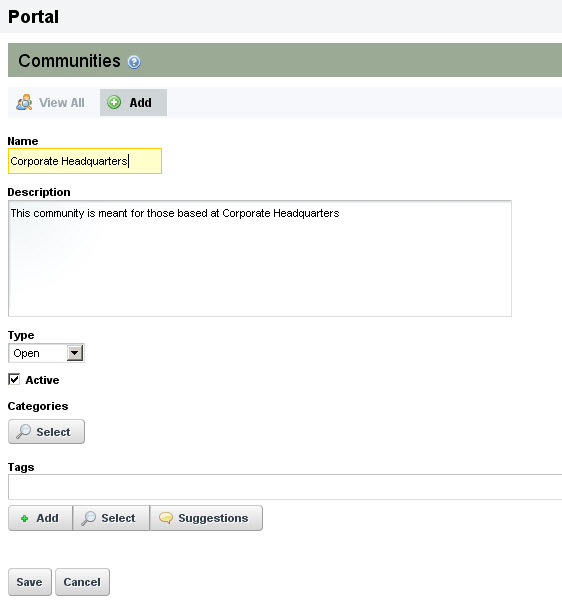 Portal
Communities
View All Add
Name
Corporate Headquarters
Description
This community is meant for those based at Corporate Headquarters
Type
Open
Active
Categories
Select
Tags
Add Select Suggestions
Save Cancel